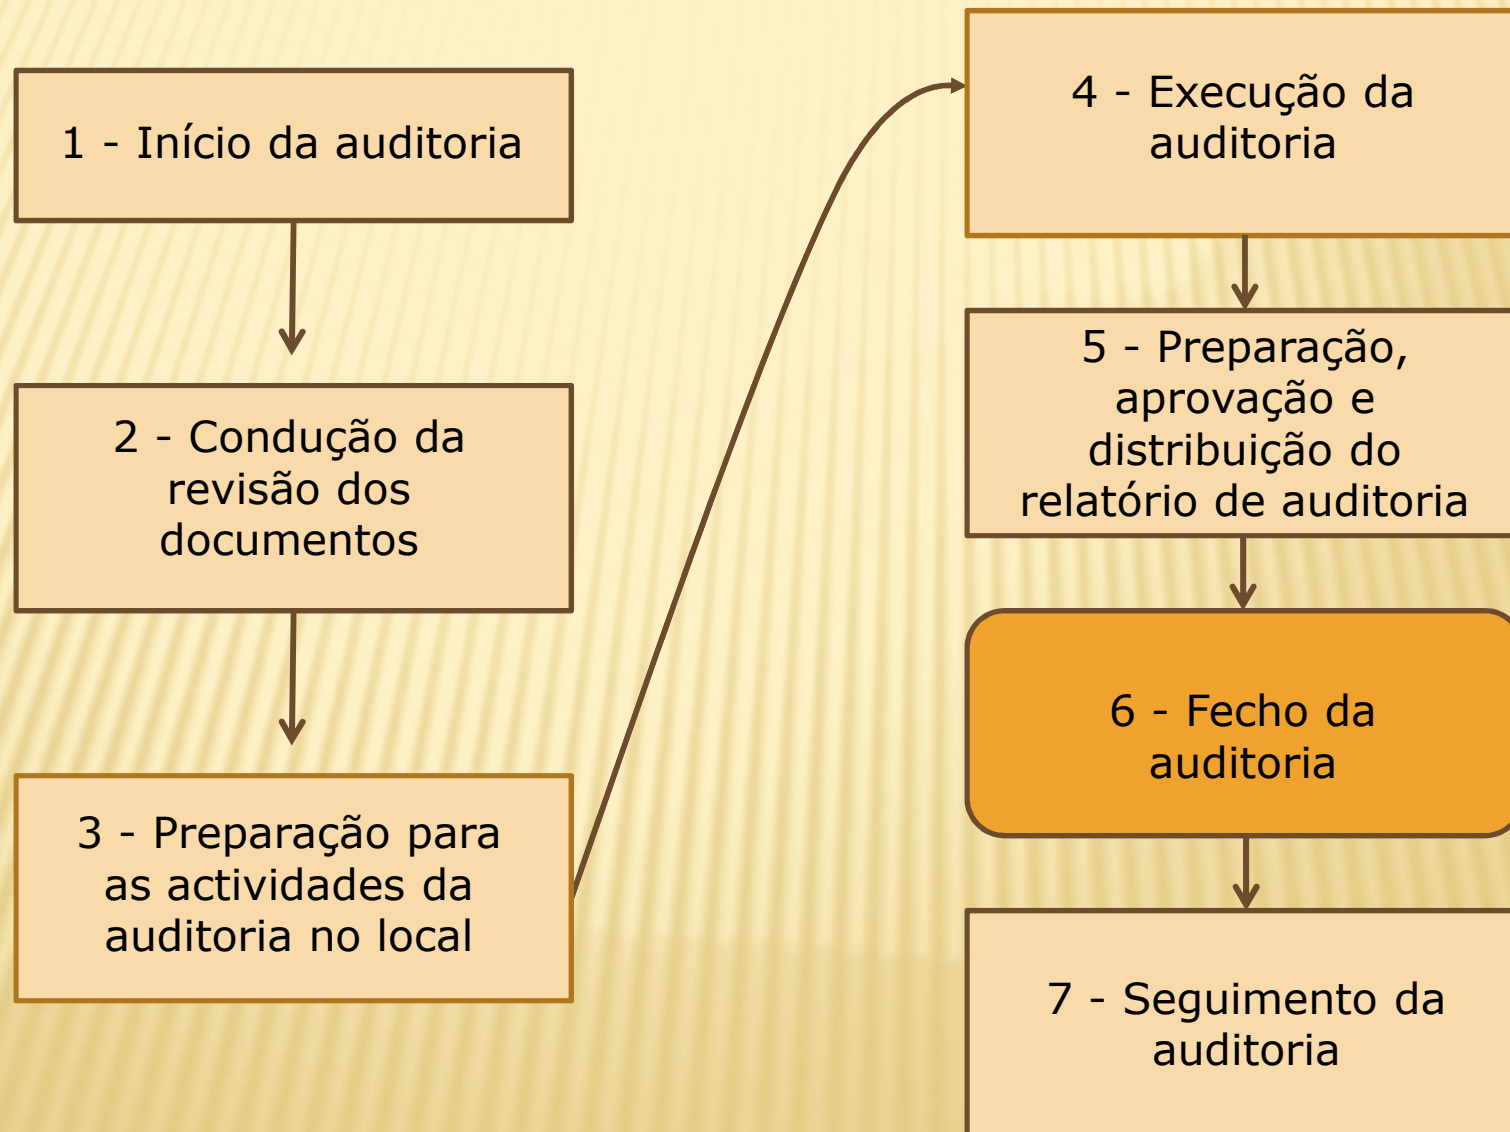 1 - Início da auditoria
2 - Condução da
revisão dos
documentos
3 - Preparação para
as actividades da
auditoria no local
4 - Execução da
auditoria
5 - Preparação,
aprovação e
distribuição do
relatório de auditoria
6 - Fecho da
auditoria
7 - Seguimento da
auditoria